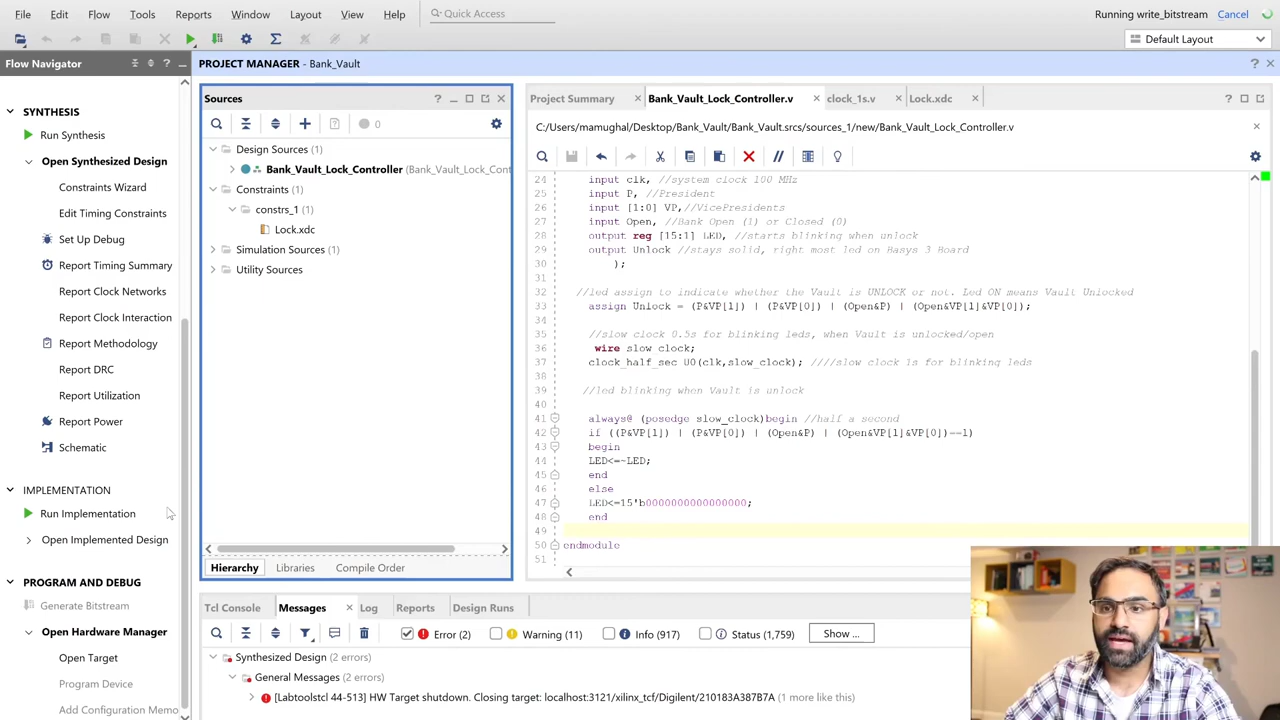 File Edit Flow Tools Reports Window Layout View Help Quick Access Running write_bitstream Cancel
Default Layout
Flow Navigator
PROJECT MANAGER - Bank_Vault
SYNTHESIS
Run Synthesis
Open Synthesized Design
Constraints Wizard
Edit Timing Constraints
Set Up Debug
Report Timing Summary
Report Clock Networks
Report Clock Interaction
Report Methodology
Report DRC
Report Utilization
Report Power
Schematic
IMPLEMENTATION
Run Implementation
Open Implemented Design
PROGRAM AND DEBUG
Generate Bitstream
Open Hardware Manager
Open Target
Program Device
Add Configuration Memo
Sources
0
Design Sources (1)
Bank_Vault_Lock_Controller (Bank_Vault_Lock_Cont
Constraints (1)
constrs_1 (1)
Lock.xdc
Simulation Sources (1)
Utility Sources
Hierarchy Libraries Compile Order
Project Summary Bank_Vault_Lock_Controller.v clock_1s.v Lock.xdc
C:/Users/mamughal/Desktop/Bank_Vault/Bank_Vault.srcs/sources_1/new/Bank_Vault_Lock_Controller.v
24 input clk, //system clock 100 MHz
25 input P, //President
26 input [1:0] VP,//VicePresidents
27 input Open, //Bank Open (1) or Closed (0)
28 output reg [15:1] LED, //starts blinking when unlock
29 output Unlock //stays solid, right most led on Basys 3 Board
30 );
31
32 //led assign to indicate whether the Vault is UNLOCK or not. Led ON means Vault Unlocked
33 assign Unlock = (P&VP[1]) | (P&VP[0]) | (Open&P) | (Open&VP[1]&VP[0]);
34
35 //slow clock 0.5s for blinking leds, when Vault is unlocked/open
36 wire slow_clock;
37 clock_half_sec U0(clk,slow_clock); ////slow clock 1s for blinking leds
38
39 //led blinking when Vault is unlock
40
41 always@ (posedge slow_clock)begin //half a second
42 if ((P&VP[1]) | (P&VP[0]) | (Open&P) | (Open&VP[1]&VP[0])==1)
43 begin
44 LED<=~LED;
45 end
46 else
47 LED<=15'b0000000000000000;
48 end
49
50 endmodule
51
Tcl Console Messages Log Reports Design Runs
Error (2) Warning (11) Info (917) Status (1,759) Show ...
Synthesized Design (2 errors)
General Messages (2 errors)
[Labtoolstcl 44-513] HW Target shutdown. Closing target: localhost:3121/xilinx_tcf/Digilent/210183A387B7A (1 more like this)